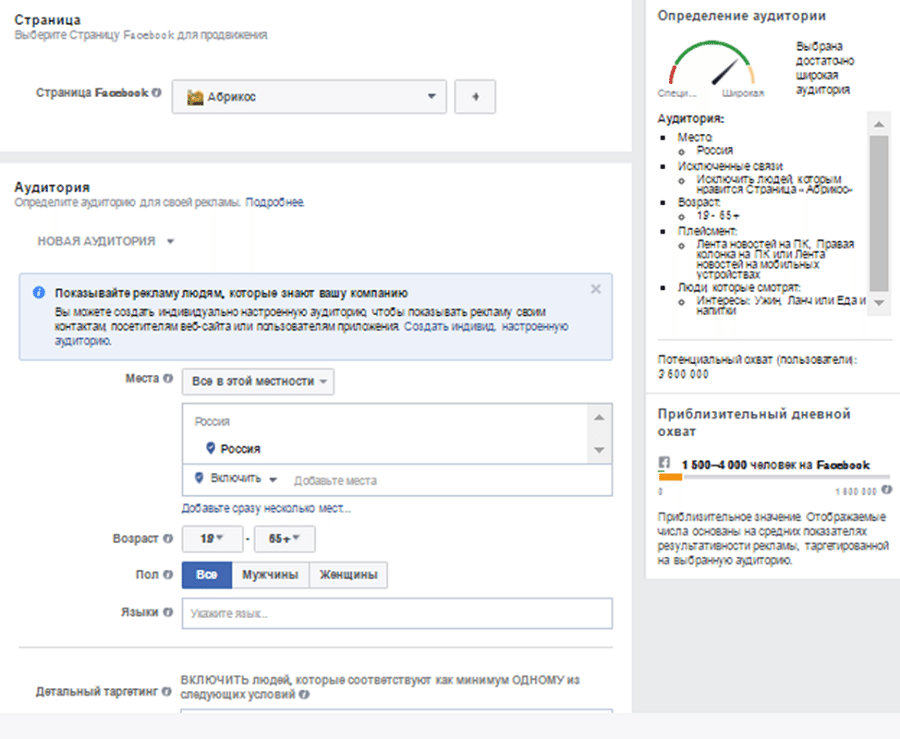 Страница
Выберите Страницу Facebook для продвижения.
Страница Facebook
Абрикос
+
Аудитория
Определите аудиторию для своей рекламы. Подробнее.
НОВАЯ АУДИТОРИЯ
Показывайте рекламу людям, которые знают вашу компанию
Вы можете создать индивидуально настроенную аудиторию, чтобы показывать рекламу своим
контактам, посетителям веб-сайта или пользователям приложения. Создать индивид. настроенную
аудиторию.
Места
Все в этой местности
Россия
Россия
Включить
Добавьте места
Добавьте сразу несколько мест...
Возраст
19
-
65+
Пол
Все
Мужчины
Женщины
Языки
Укажите язык...
Детальный таргетинг
ВКЛЮЧИТЬ людей, которые соответствуют как минимум ОДНОМУ из
следующих условий
Определение аудитории
Выбрана
достаточно
широкая
аудитория
Специ...
Широкая
Аудитория:
Место:
Россия
Исключенные связи:
Исключить людей, которым
нравится Страница «Абрикос»
Возраст:
19 - 65+
Плейсмент:
Лента новостей на ПК, Правая
колонка на ПК или Лента
новостей на мобильных
устройствах
Люди, которые смотрят:
Интересы: Ужин, Ланч или Еда и
напитки
Потенциальный охват (пользователи):
3 600 000
Приблизительный дневной
охват
1 500–4 000 человек на Facebook
0
1 800 000
Приблизительное значение. Отображаемые
числа основаны на средних показателях
результативности рекламы, таргетированной
на выбранную аудиторию.